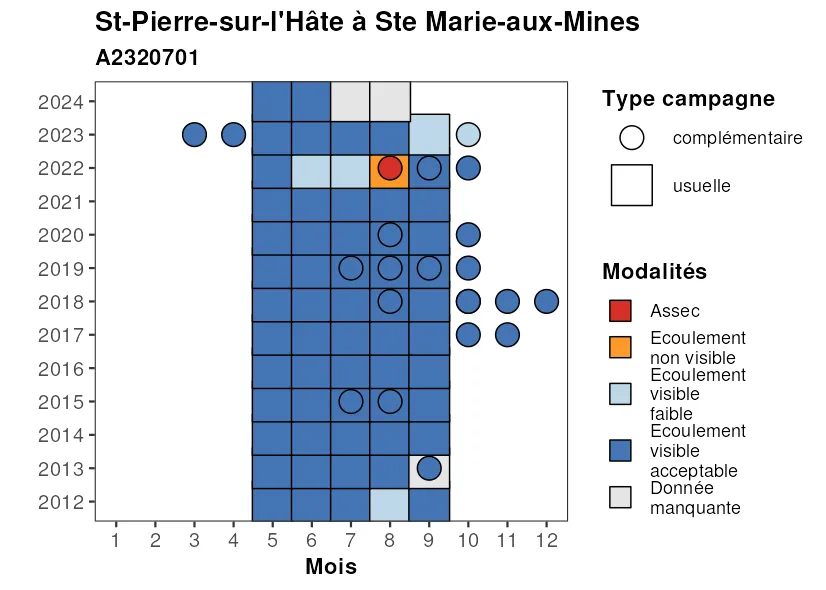 St-Pierre-sur-l'Hâte à Ste Marie-aux-Mines
A2320701
2024
2023
2022
2021
2020
2019
2018
2017
2016
2015
2014
2013
2012
1 2 3 4 5 6 7 8 9 10 11 12
Mois
Type campagne
complémentaire
usuelle
Modalités
Assec
Ecoulement
non visible
Ecoulement
visible
faible
Ecoulement
visible
acceptable
Donnée
manquante